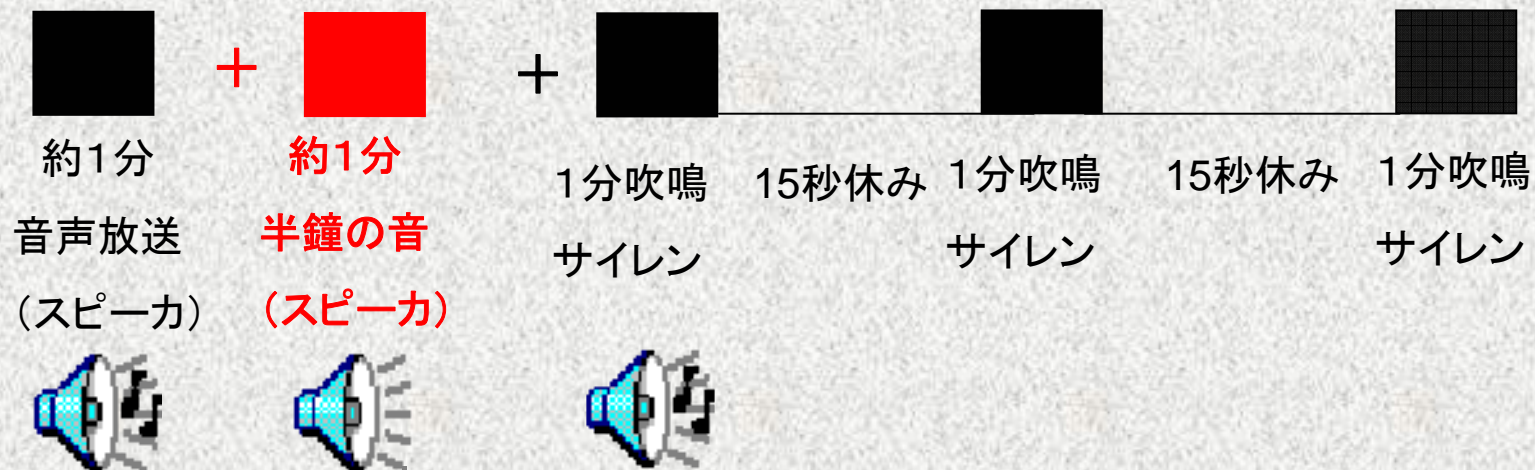 ＋
＋
約１分
音声放送
（スピーカ）
約１分
半鐘の音
（スピーカ）
１分吹鳴
サイレン
15秒休み
１分吹鳴
サイレン
15秒休み
１分吹鳴
サイレン